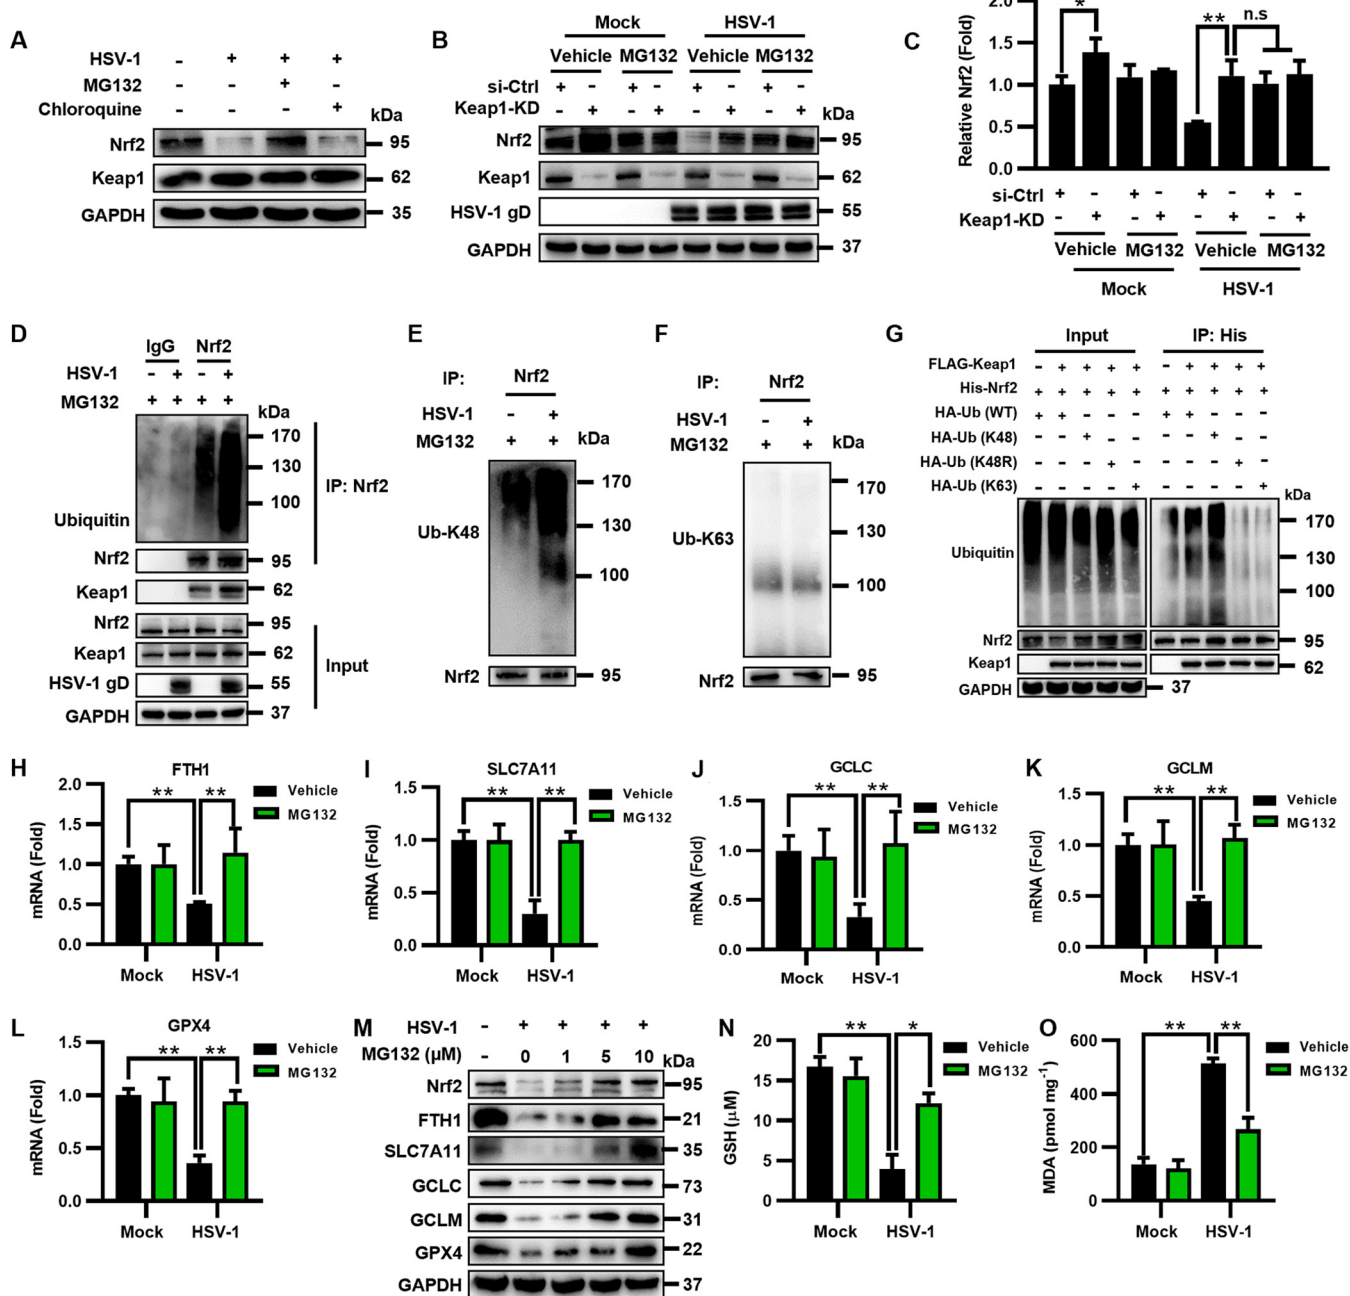 A
HSV-1 - + + +
MG132 - - + -
Chloroquine - - - +
kDa
Nrf2 95
Keap1 62
GAPDH 35
B
Mock HSV-1
Vehicle MG132 Vehicle MG132
si-Ctrl + - + - + - + -
Keap1-KD - + - + - + - +
kDa
Nrf2 95
Keap1 62
HSV-1 gD 55
GAPDH 37
C
Relative Nrf2 (Fold)
2.0
1.5
1.0
0.5
0.0
* ** n.s
si-Ctrl + - + - + - + -
Keap1-KD - + - + - + - +
Vehicle MG132 Vehicle MG132
Mock HSV-1
D
IgG Nrf2
HSV-1 - + - +
MG132 + + + +
kDa
170
130
100
Ubiquitin
IP: Nrf2
Nrf2 95
Keap1 62
Nrf2 95
Keap1 62
HSV-1 gD 55
GAPDH 37
Input
E
IP: Nrf2
HSV-1 - +
MG132 + +
kDa
170
130
100
Ub-K48
Nrf2 95
F
IP: Nrf2
HSV-1 - +
MG132 + +
kDa
170
130
100
Ub-K63
Nrf2 95
G
Input IP: His
FLAG-Keap1 - + + + + - + + + +
His-Nrf2 + + + + + + + + + +
HA-Ub (WT) + + - - - + + - - -
HA-Ub (K48) - - + - - - - + - -
HA-Ub (K48R) - - - + - - - - + -
HA-Ub (K63) - - - - + - - - - +
kDa
170
130
100
Ubiquitin
Nrf2 95
Keap1 62
GAPDH 37
H
FTH1
mRNA (Fold)
2.0
1.5
1.0
0.5
0.0
** **
Vehicle
MG132
Mock HSV-1
I
SLC7A11
mRNA (Fold)
1.5
1.0
0.5
0.0
** **
Vehicle
MG132
Mock HSV-1
J
GCLC
mRNA (Fold)
1.5
1.0
0.5
0.0
** **
Vehicle
MG132
Mock HSV-1
K
GCLM
mRNA (Fold)
1.5
1.0
0.5
0.0
** **
Vehicle
MG132
Mock HSV-1
L
GPX4
mRNA (Fold)
1.5
1.0
0.5
0.0
** **
Vehicle
MG132
Mock HSV-1
M
HSV-1 - + + + +
MG132 (μM) - 0 1 5 10
kDa
Nrf2 95
FTH1 21
SLC7A11 35
GCLC 73
GCLM 31
GPX4 22
GAPDH 37
N
GSH (μM)
20
15
10
5
0
** *
Vehicle
MG132
Mock HSV-1
O
MDA (pmol mg⁻¹)
600
400
200
0
** **
Vehicle
MG132
Mock HSV-1